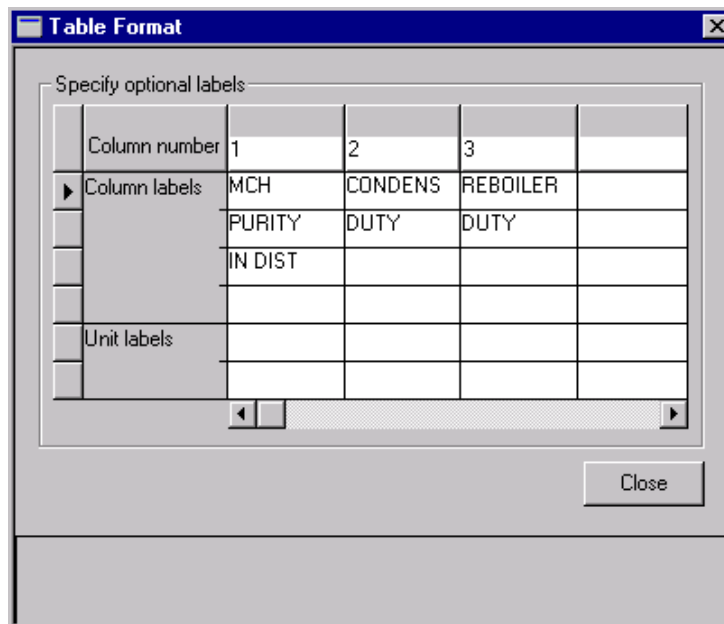 Table Format
Specify optional labels
Column number 1 2 3
Column labels MCH CONDENS REBOILER
PURITY DUTY DUTY
IN DIST
Unit labels
Close